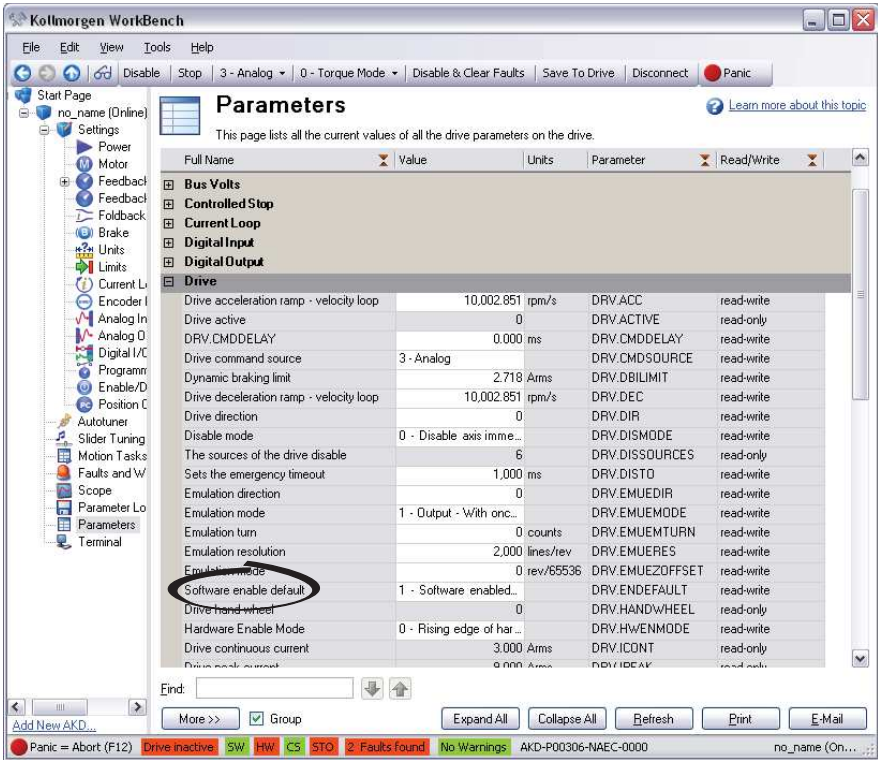 Kollmorgen WorkBench
File Edit View Tools Help
Disable Stop 3 - Analog 0 - Torque Mode Disable & Clear Faults Save To Drive Disconnect Panic
Start Page
no_name (Online)
Settings
Power
Motor
Feedback
Feedback
Foldback
Brake
Units
Limits
Current L
Encoder
Analog In
Analog O
Digital I/O
Programm
Enable/D
Position
Autotuner
Slider Tuning
Motion Tasks
Faults and W
Scope
Parameter Lo
Parameters
Terminal
Add New AKD...
Parameters
Learn more about this topic
This page lists all the current values of all the drive parameters on the drive.
Full Name Value Units Parameter Read/Write
Bus Volts
Controlled Stop
Current Loop
Digital Input
Digital Output
Drive
Drive acceleration ramp - velocity loop 10,002.851 rpm/s DRV.ACC read-write
Drive active 0 DRV.ACTIVE read-only
DRV.CMDDELAY 0.000 ms DRV.CMDDELAY read-write
Drive command source 3 - Analog DRV.CMDSOURCE read-write
Dynamic braking limit 2.718 Arms DRV.DBILIMIT read-write
Drive deceleration ramp - velocity loop 10,002.851 rpm/s DRV.DEC read-write
Drive direction 0 DRV.DIR read-write
Disable mode 0 - Disable axis imme... DRV.DISMODE read-write
The sources of the drive disable 6 DRV.DISSOURCES read-only
Sets the emergency timeout 1,000 ms DRV.DISTO read-write
Emulation direction 0 DRV.EMUEDIR read-write
Emulation mode 1 - Output - With onc... DRV.EMUEMODE read-write
Emulation turn 0 counts DRV.EMUEMTURN read-write
Emulation resolution 2,000 lines/rev DRV.EMUERES read-write
Emulation mode 0 rev/65536 DRV.EMUEZOFFSET read-write
Software enable default 1 - Software enabled... DRV.ENDEFAULT read-write
Drive hand wheel 0 DRV.HANDWHEEL read-only
Hardware Enable Mode 0 - Rising edge of har... DRV.HWENMODE read-write
Drive continuous current 3.000 Arms DRV.ICONT read-only
Drive peak current 9.000 Arms DRV.IPEAK read-only
Find:
More >> Group Expand All Collapse All Refresh Print E-Mail
Panic = Abort (F12) Drive inactive SW HW CS STO 2 Faults found No Warnings AKD-P00306-NAEC-0000 no_name (On...